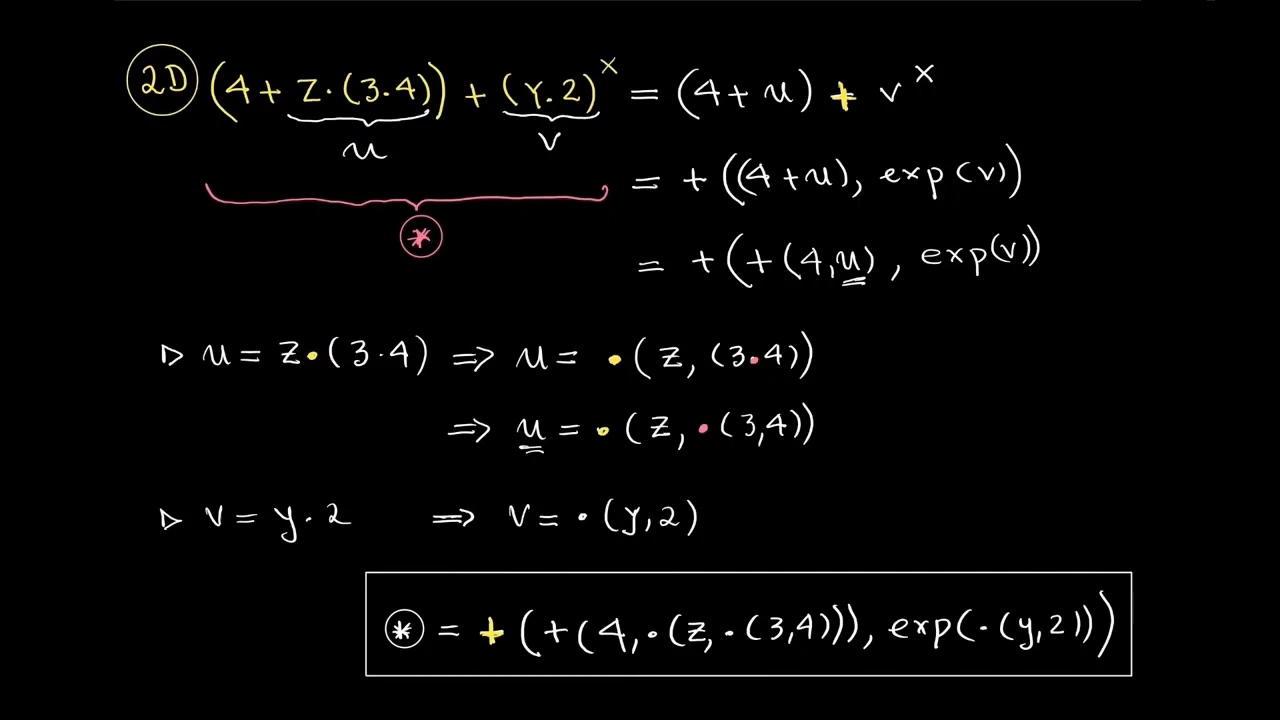 2D (4 + z·(3·4)) + (y·2)^x = (4 + u) + v^x
u
v
= + ((4 + u), exp(v))
*
= + (+ (4, u), exp(v))
▷ u = z·(3·4) ⟹ u = ·(z, (3·4))
⟹ u = ·(z, ·(3,4))
▷ v = y·2 ⟹ v = ·(y,2)
* = + (+(4, ·(z, ·(3,4))), exp(·(y,2)))